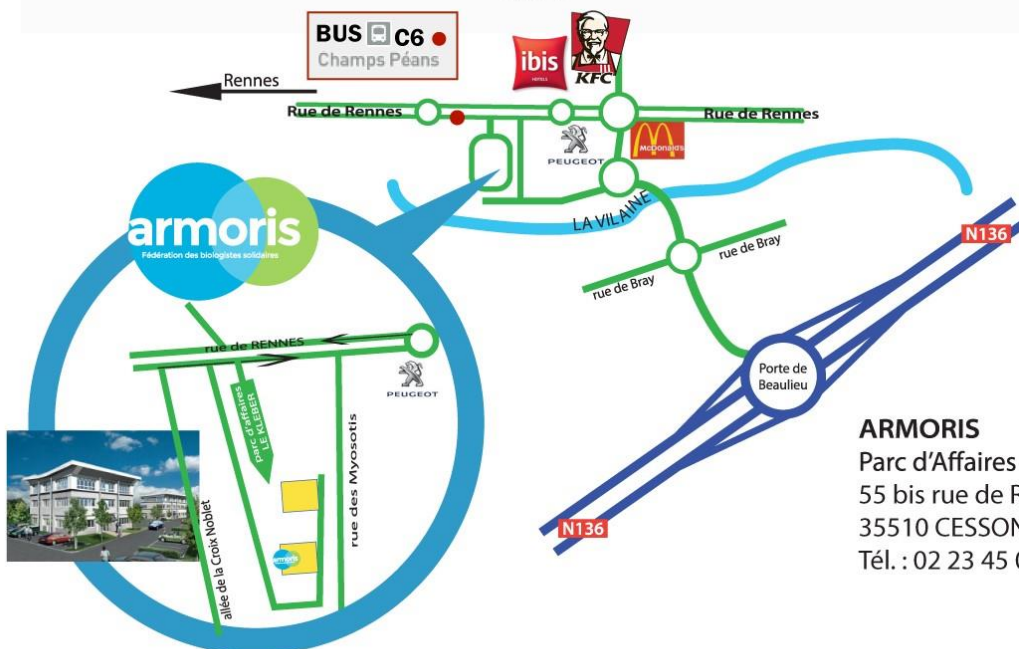 BUS C6
Champs Péans
ibis
HOTELS
KFC
Rennes
Rue de Rennes
Rue de Rennes
PEUGEOT
McDonald's
LA VILAINE
N136
rue de Bray
rue de Bray
armoris
Fédération des biologistes solidaires
rue de RENNES
PEUGEOT
Parc d'affaires
LE KLEBER
rue des Myosotis
allée de la Croix Noblet
armoris
Porte de
Beaulieu
N136
ARMORIS
Parc d'Affaires
55 bis rue de
35510 CESSON
Tél. : 02 23 45